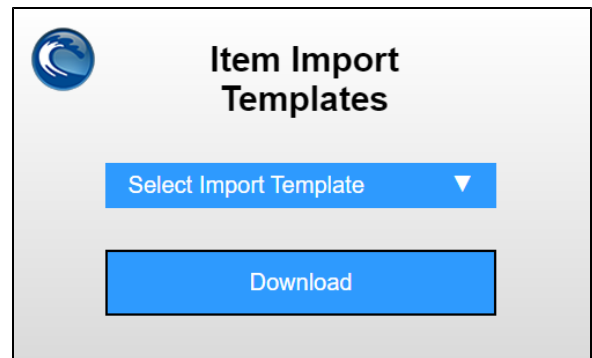 Item Import
Templates
Select Import Template
Download